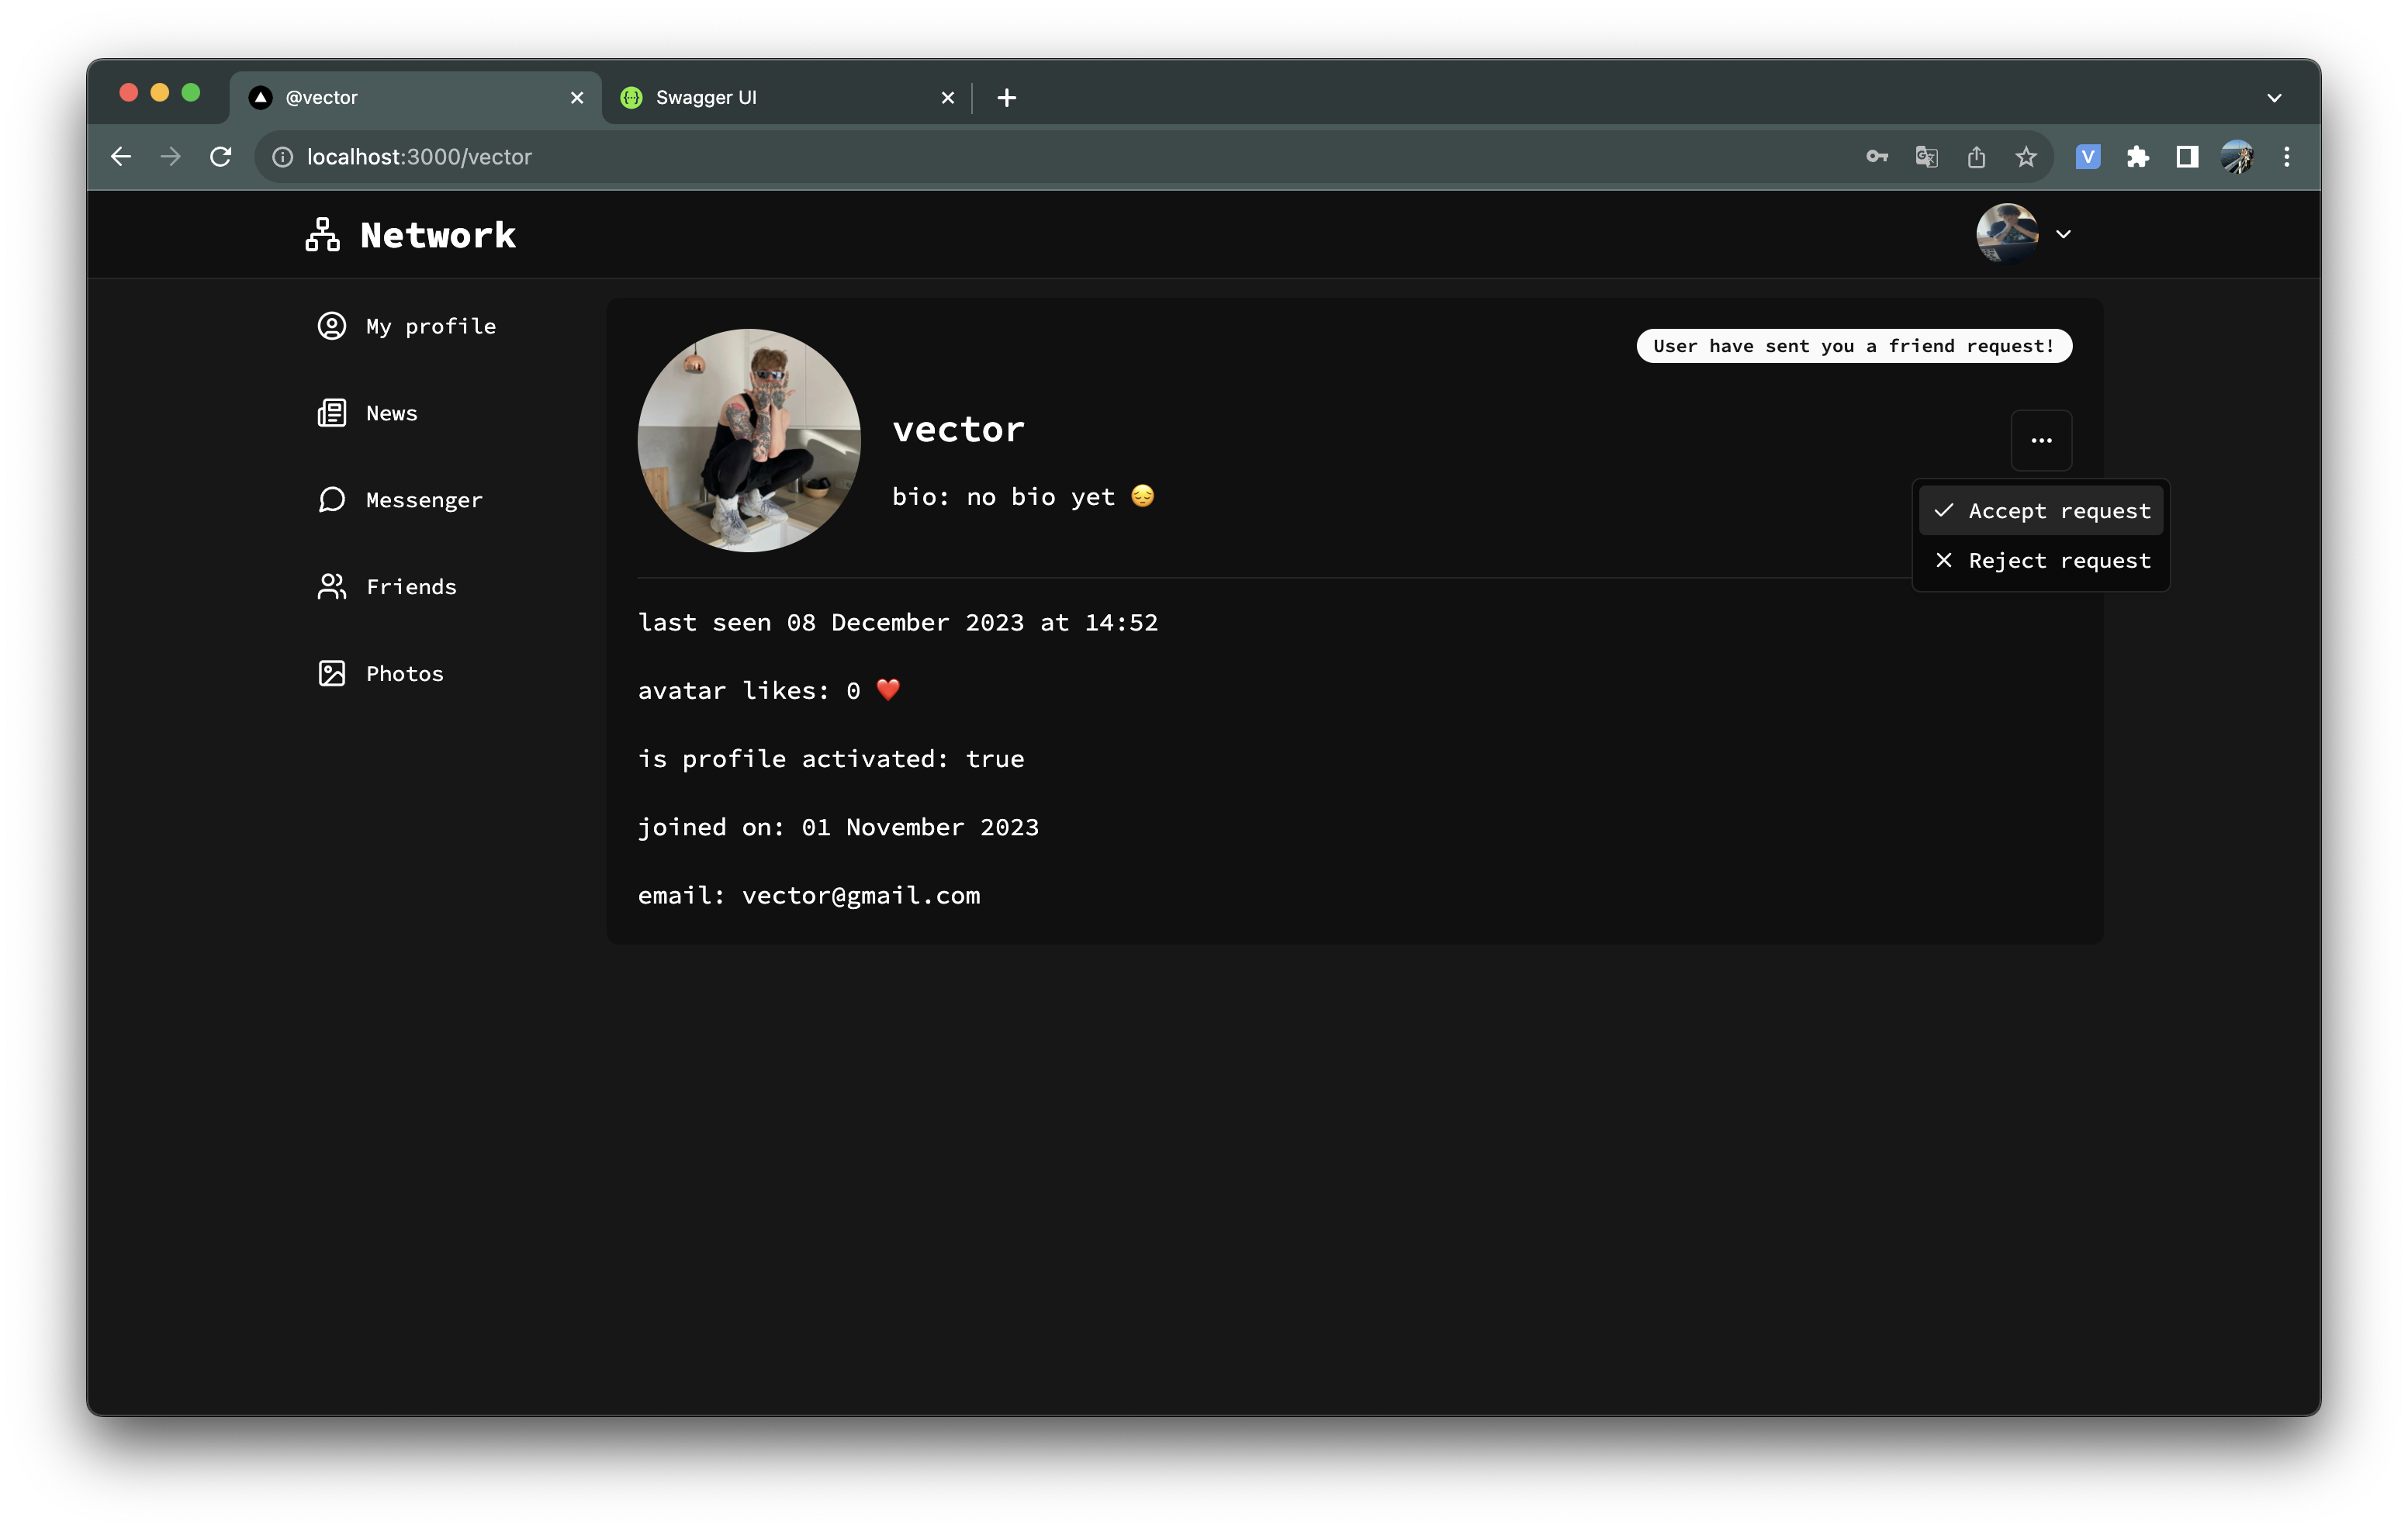 @vector
Swagger UI
localhost:3000/vector
V
Network
My profile
News
Messenger
Friends
Photos
User have sent you a friend request!
vector
bio: no bio yet 😔
Accept request
Reject request
last seen 08 December 2023 at 14:52
avatar likes: 0 ❤️
is profile activated: true
joined on: 01 November 2023
email: vector@gmail.com